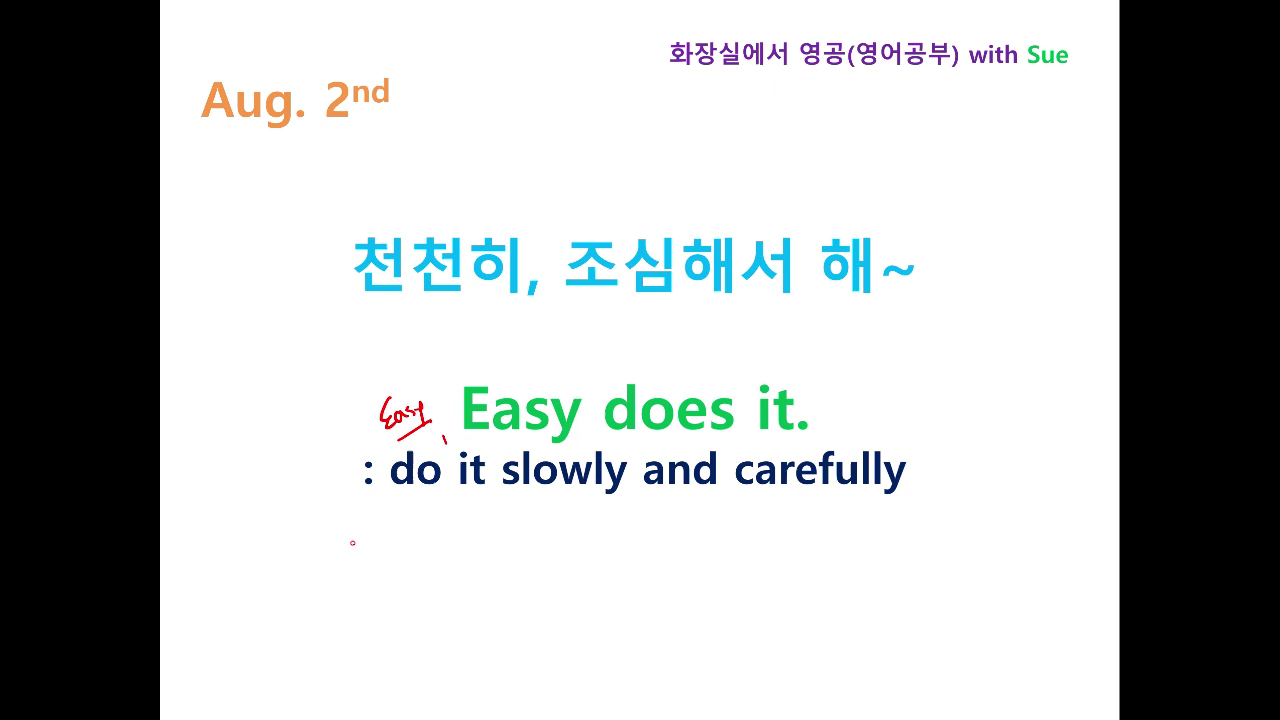 화장실에서 영공(영어공부) with Sue
Aug. 2nd
천천히, 조심해서 해~
Easy
Easy does it.
: do it slowly and carefully